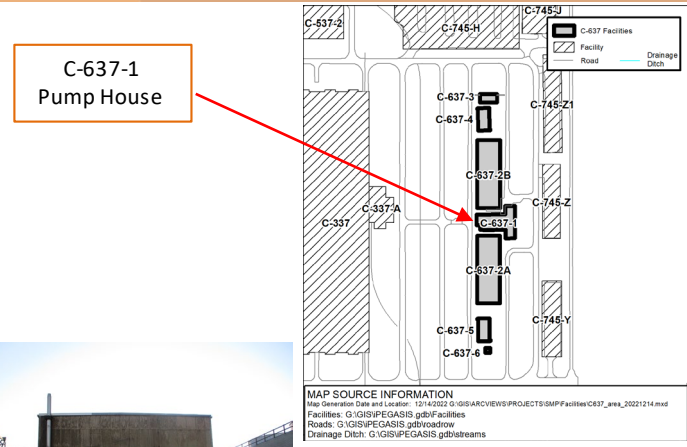 C-637-1
Pump House
C-537-2
C-745-H
C-745-J
C-637 Facilities
Facility
Road
Drainage
Ditch
C-637-3
C-745-Z1
C-637-4
C-637-2B
C-337
C-337-A
C-745-Z
C-637-1
C-637-2A
C-637-5
C-745-Y
C-637-6
MAP SOURCE INFORMATION
Map Generation Date and Location: 12/14/2022 G:\GIS\ARCVIEWS\PROJECTS\SMP\Facilities\C637_area_20221214.mxd
Facilities: G:\GIS\PEGASIS.gdb\Facilities
Roads: G:\GIS\PEGASIS.gdb\roadrow
Drainage Ditch: G:\GIS\PEGASIS.gdb\streams